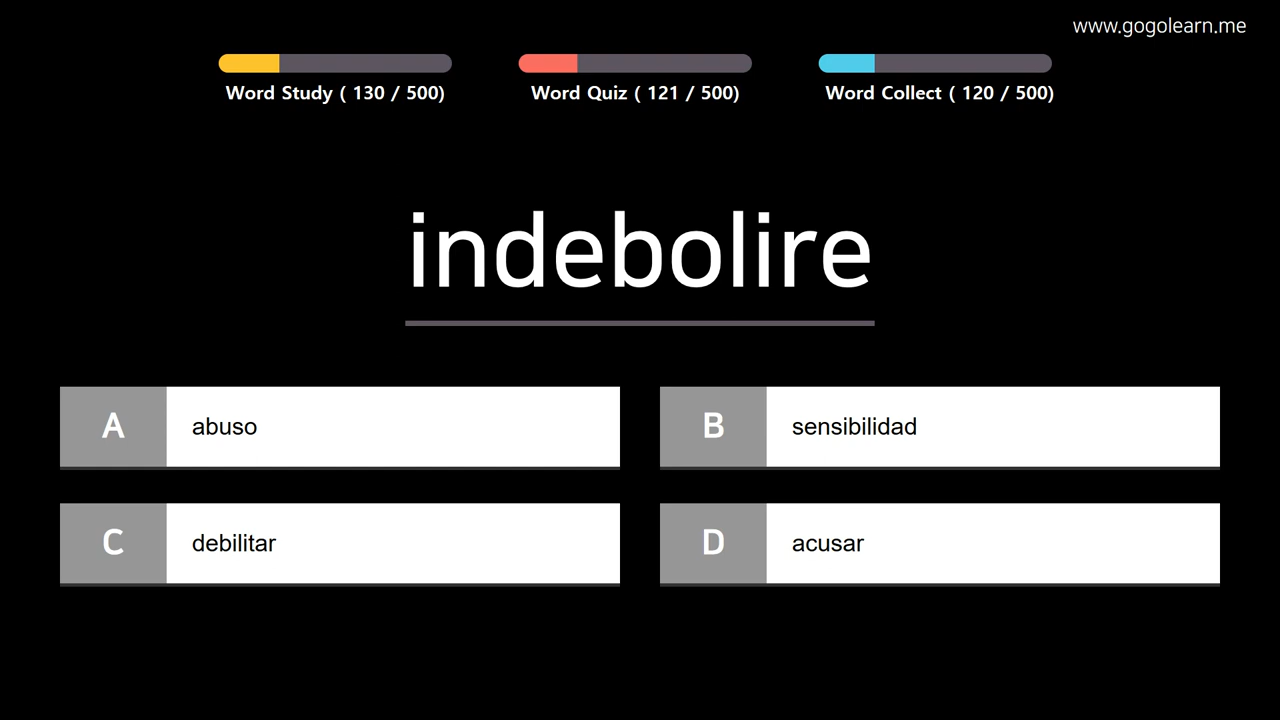 www.gogolearn.me
Word Study ( 130 / 500)
Word Quiz ( 121 / 500)
Word Collect ( 120 / 500)
indebolire
A abuso
B sensibilidad
C debilitar
D acusar